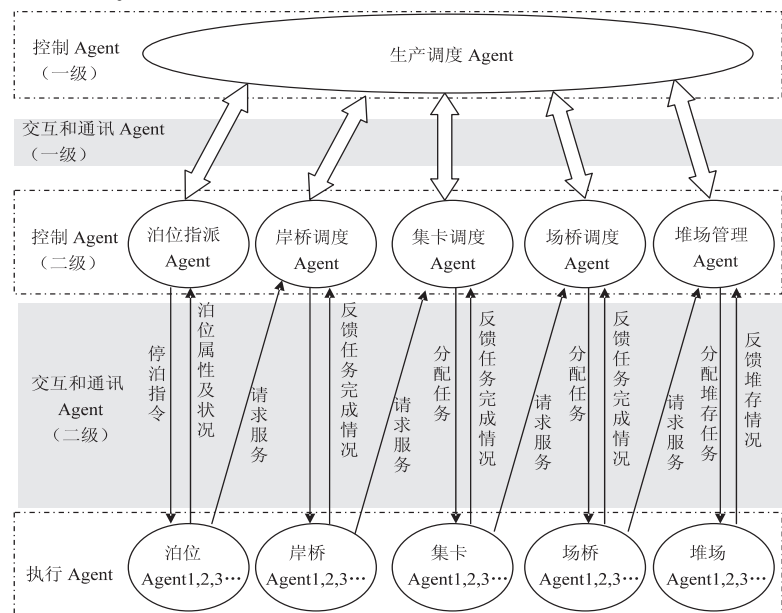 控制 Agent
（一级）
生产调度 Agent
交互和通讯 Agent
（一级）
控制 Agent
（二级）
泊位指派
Agent
岸桥调度
Agent
集卡调度
Agent
场桥调度
Agent
堆场管理
Agent
交互和通讯
Agent
（二级）
停泊指令
泊位属性及状况
请求服务
反馈任务完成情况
请求服务
分配任务
反馈任务完成情况
请求服务
分配任务
反馈任务完成情况
请求服务
分配堆存任务
反馈堆存情况
执行 Agent
泊位
Agent1,2,3···
岸桥
Agent1,2,3···
集卡
Agent1,2,3···
场桥
Agent1,2,3···
堆场
Agent1,2,3···